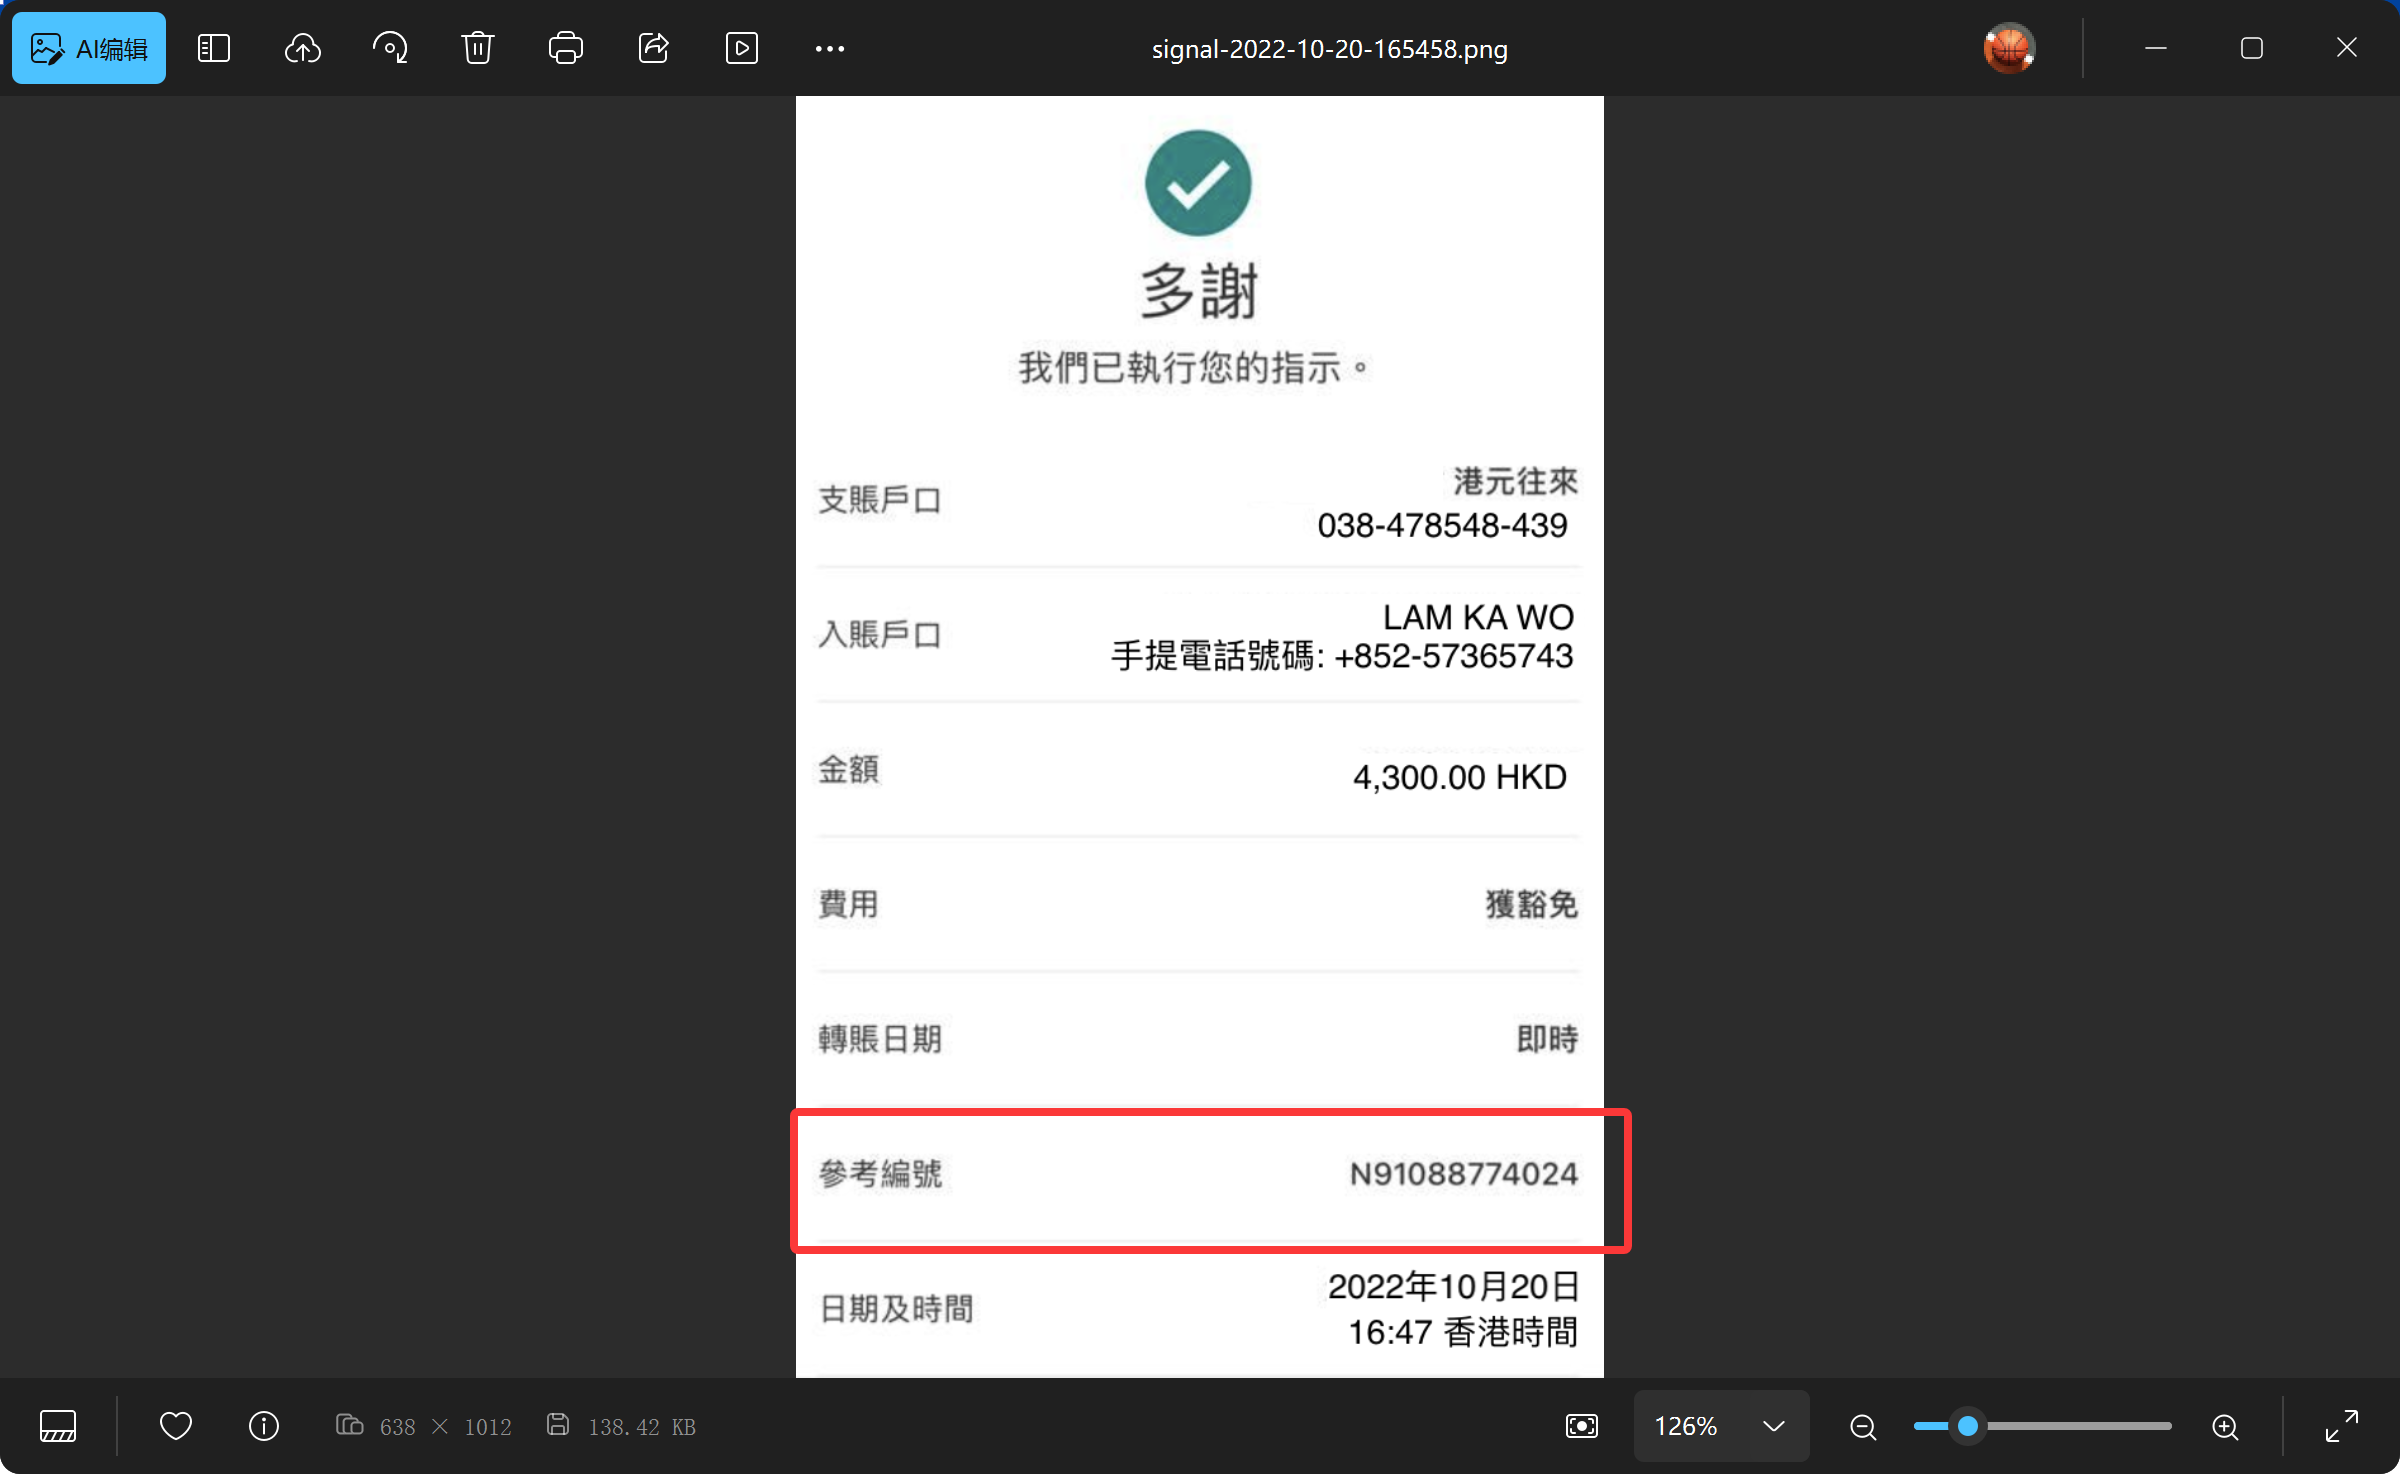 AI编辑
signal-2022-10-20-165458.png
多謝
我們已執行您的指示。
支賬戶口
港元往來
038-478548-439
入賬戶口
LAM KA WO
手提電話號碼: +852-57365743
金額
4,300.00 HKD
費用
獲豁免
轉賬日期
即時
參考編號
N91088774024
日期及時間
2022年10月20日
16:47 香港時間
638 × 1012
138.42 KB
126%